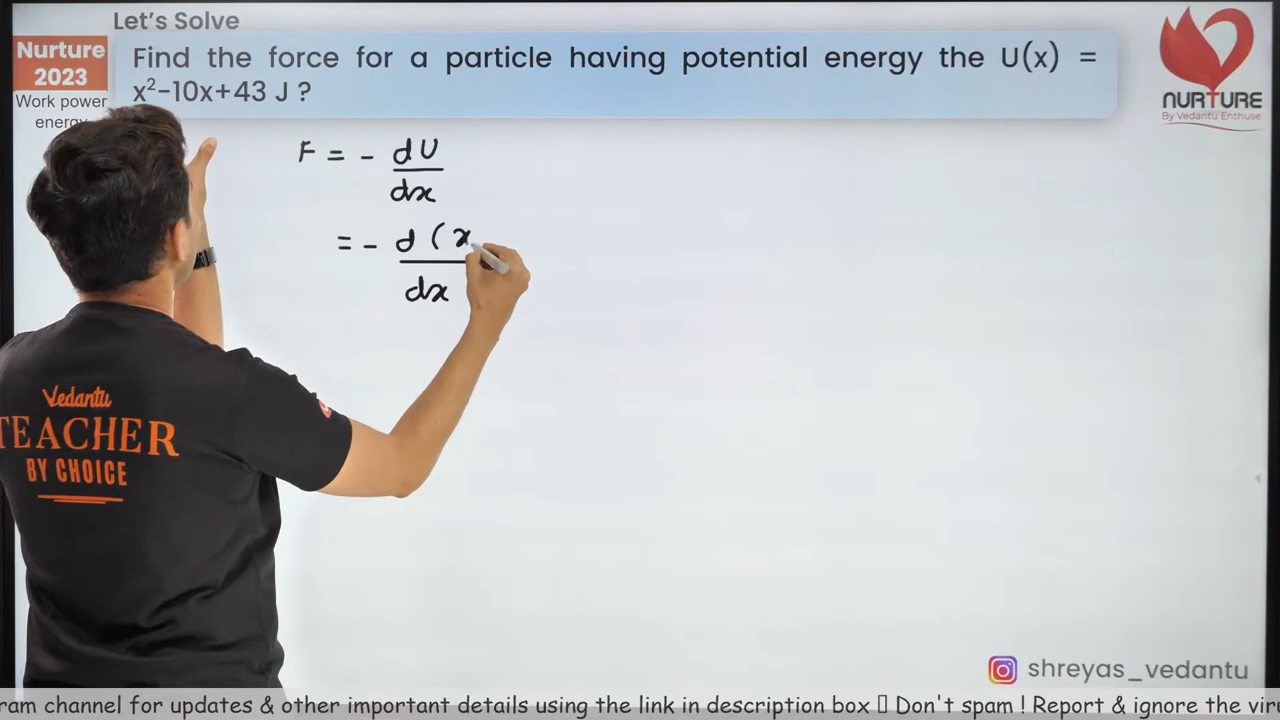 Let's Solve
Nurture
2023
Work power
energy
Find the force for a particle having potential energy the U(x) =
x²-10x+43 J ?
NURTURE
By Vedantu Enthuse
F = - dU
dx
= - d (x
dx
Vedantu
TEACHER
BY CHOICE
shreyas_vedantu
ram channel for updates & other important details using the link in description box Don't spam ! Report & ignore the viru